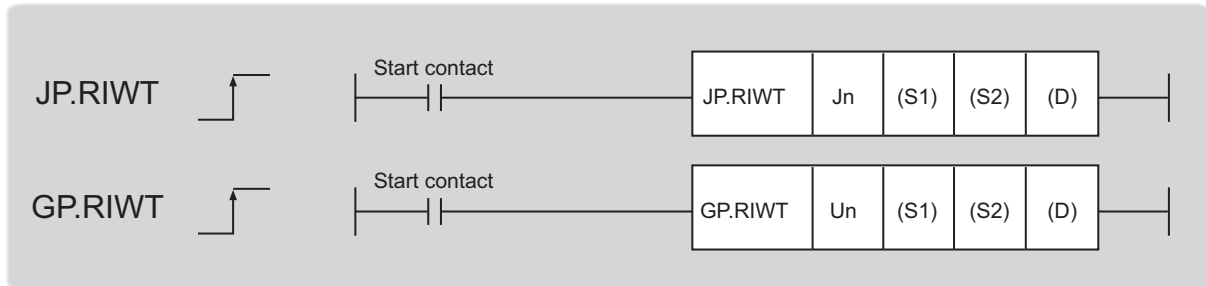 Start contact
JP.RIWT JP.RIWT Jn (S1) (S2) (D)
Start contact
GP.RIWT GP.RIWT Un (S1) (S2) (D)